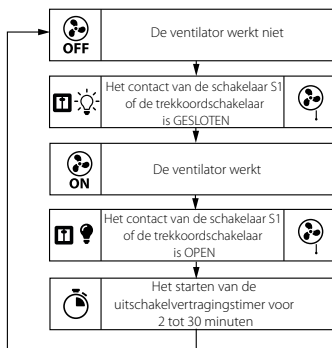 OFF
De ventilator werkt niet
Het contact van de schakelaar S1
of de trekkoordschakelaar
is GESLOTEN
ON
De ventilator werkt
Het contact van de schakelaar S1
of de trekkoordschakelaar
is OPEN
Het starten van de
uitschakelvertragingstimer voor
2 tot 30 minuten